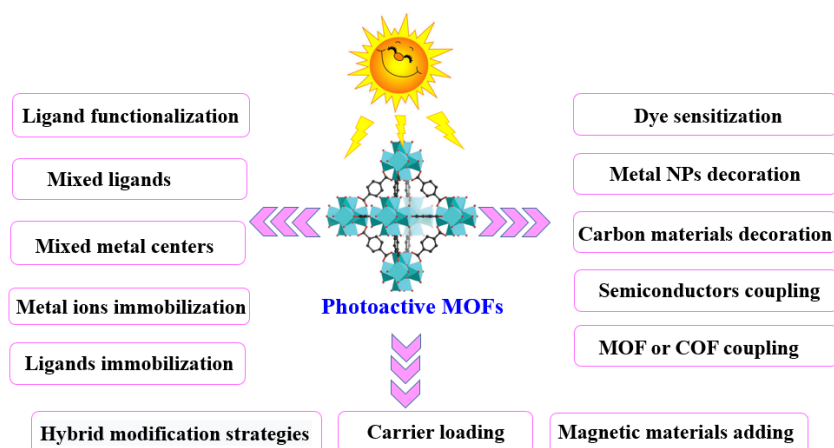 Ligand functionalization
Mixed ligands
Mixed metal centers
Metal ions immobilization
Ligands immobilization
Photoactive MOFs
Dye sensitization
Metal NPs decoration
Carbon materials decoration
Semiconductors coupling
MOF or COF coupling
Hybrid modification strategies
Carrier loading
Magnetic materials adding